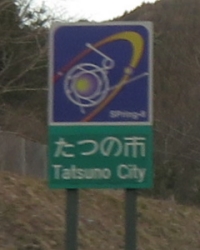 SPring-8
たつの市
Tatsuno City